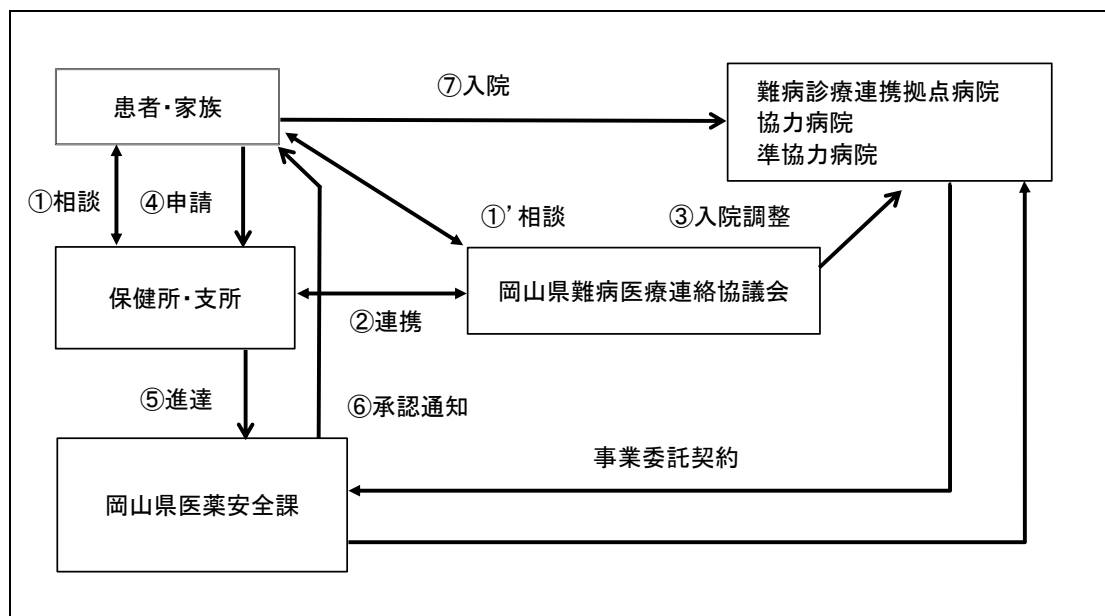 ⑦入院
患者・家族
難病診療連携拠点病院
協力病院
準協力病院
①相談
④申請
①’相談
③入院調整
保健所・支所
岡山県難病医療連絡協議会
②連携
⑤進達
⑥承認通知
事業委託契約
岡山県医薬安全課